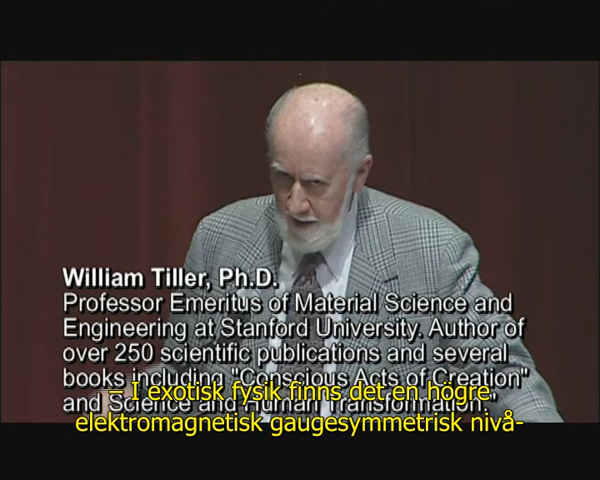 William Tiller, Ph.D.
Professor Emeritus of Material Science and
Engineering at Stanford University. Author of
over 250 scientific publications and several
books including "Conscious Acts of Creation"
and Science and Human Transformation."
– I exotisk fysik finns det en högre
elektromagnetisk gaugesymmetrisk nivå-